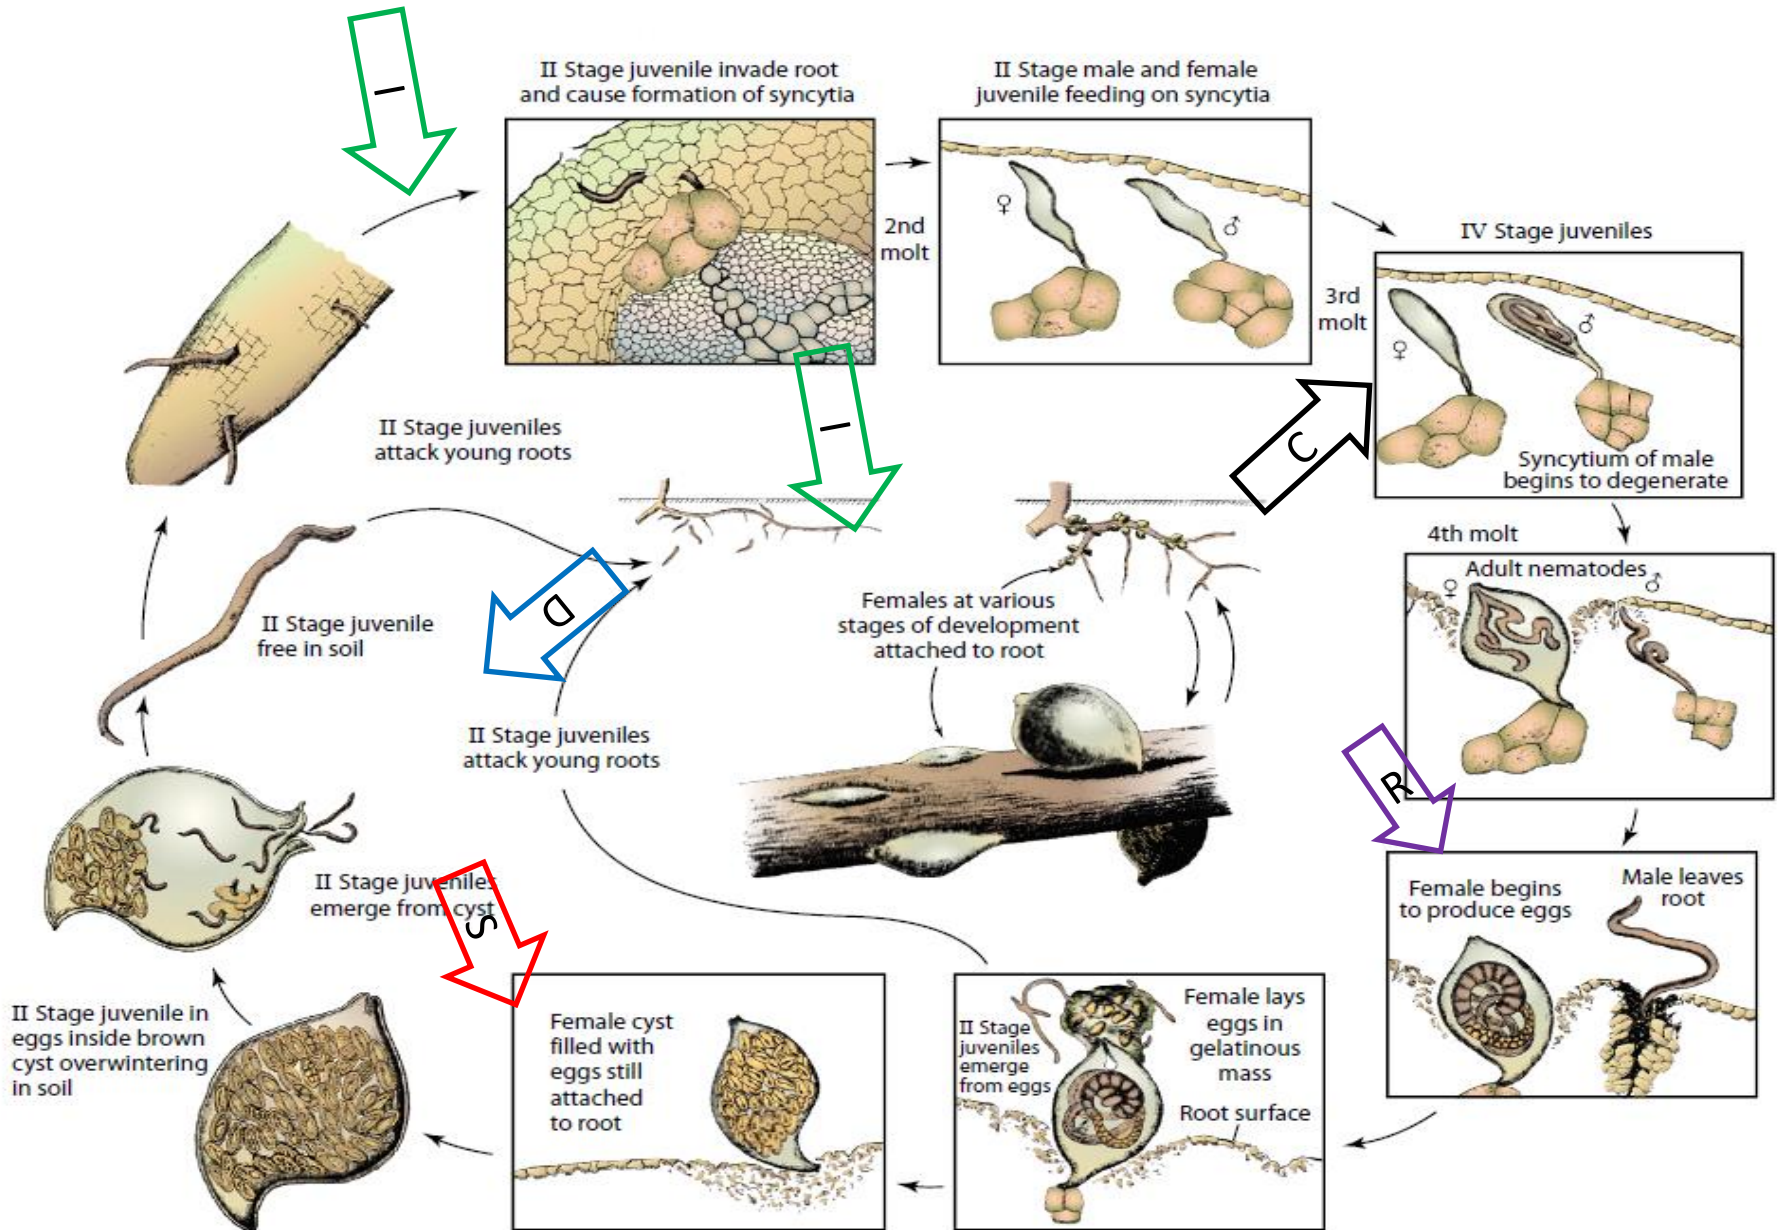 I
II Stage juvenile invade root
and cause formation of syncytia
II Stage male and female
juvenile feeding on syncytia
♀
♂
2nd
molt
IV Stage juveniles
♀
♂
3rd
molt
I
C
Syncytium of male
begins to degenerate
II Stage juveniles
attack young roots
4th molt
Adult nematodes
♀
♂
D
Females at various
stages of development
attached to root
II Stage juvenile
free in soil
II Stage juveniles
attack young roots
R
II Stage juveniles
emerge from cyst
S
Female begins
to produce eggs
Male leaves
root
II Stage juvenile in
eggs inside brown
cyst overwintering
in soil
Female cyst
filled with
eggs still
attached
to root
II Stage
juveniles
emerge
from eggs
Female lays
eggs in
gelatinous
mass
Root surface